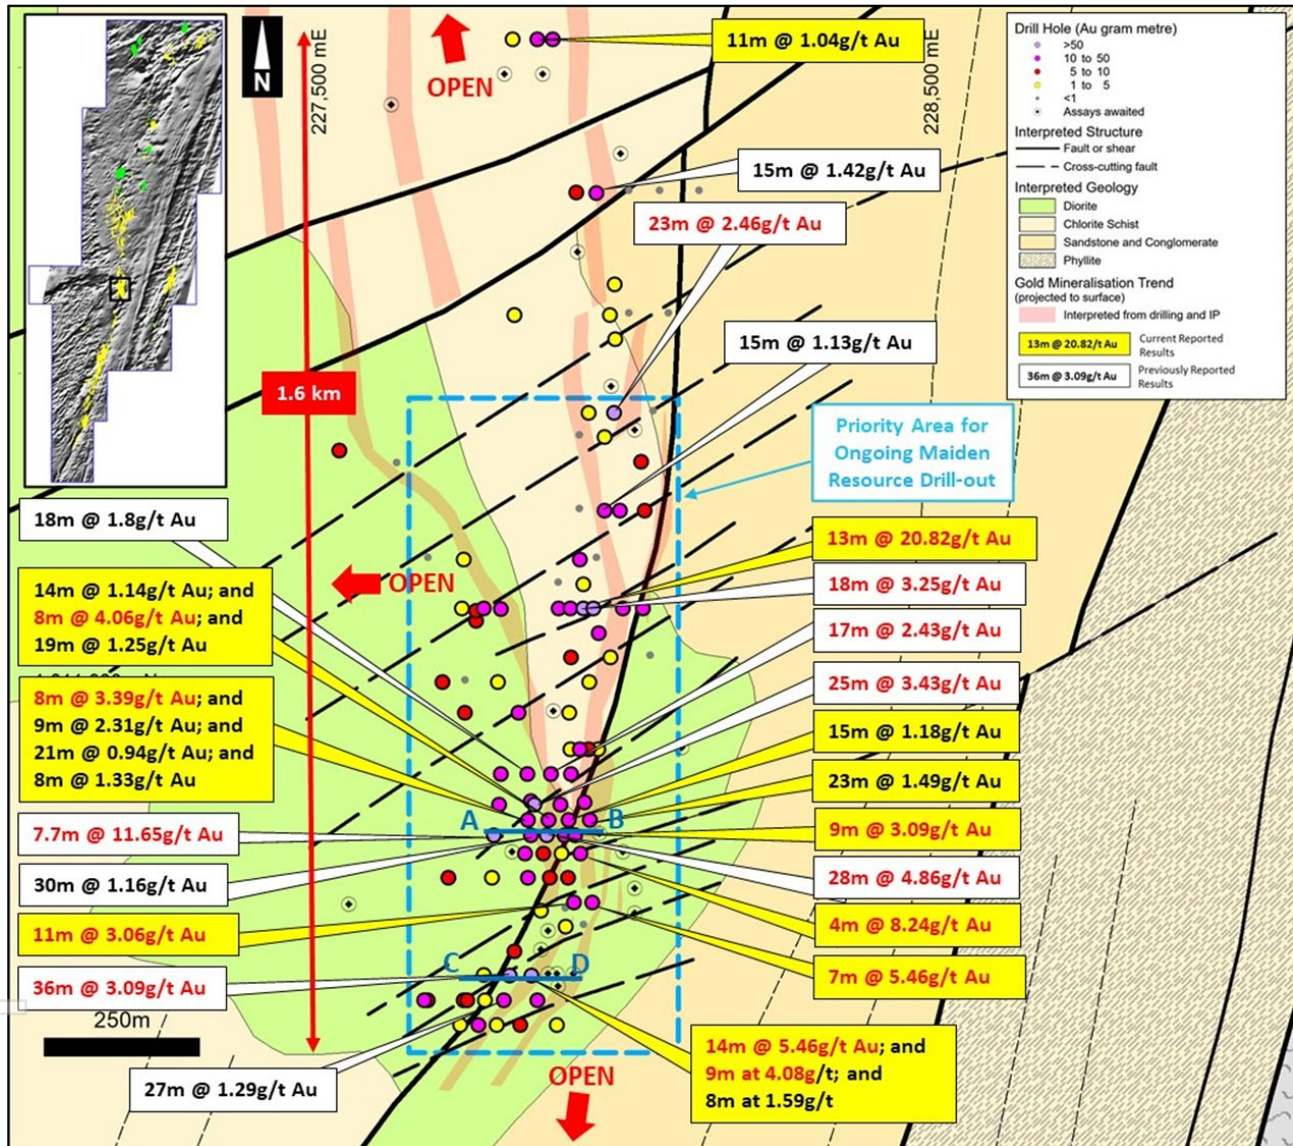 N
227,500 mE
OPEN
11m @ 1.04g/t Au
228,500 mE
Drill Hole (Au gram metre)
>50
10 to 50
5 to 10
1 to 5
<1
Assays awaited
Interpreted Structure
Fault or shear
Cross-cutting fault
Interpreted Geology
Diorite
Chlorite Schist
Sandstone and Conglomerate
Phyllite
Gold Mineralisation Trend
(projected to surface)
Interpreted from drilling and IP
13m @ 20.82/t Au
Current Reported
Results
36m @ 3.09g/t Au
Previously Reported
Results
15m @ 1.42g/t Au
23m @ 2.46g/t Au
15m @ 1.13g/t Au
1.6 km
Priority Area for
Ongoing Maiden
Resource Drill-out
OPEN
18m @ 1.8g/t Au
14m @ 1.14g/t Au; and
8m @ 4.06g/t Au; and
19m @ 1.25g/t Au
8m @ 3.39g/t Au; and
9m @ 2.31g/t Au; and
21m @ 0.94g/t Au; and
8m @ 1.33g/t Au
7.7m @ 11.65g/t Au
30m @ 1.16g/t Au
11m @ 3.06g/t Au
36m @ 3.09g/t Au
250m
27m @ 1.29g/t Au
13m @ 20.82g/t Au
18m @ 3.25g/t Au
17m @ 2.43g/t Au
25m @ 3.43g/t Au
15m @ 1.18g/t Au
23m @ 1.49g/t Au
9m @ 3.09g/t Au
28m @ 4.86g/t Au
4m @ 8.24g/t Au
7m @ 5.46g/t Au
A B
C D
14m @ 5.46g/t Au; and
9m at 4.08g/t; and
8m at 1.59g/t
OPEN